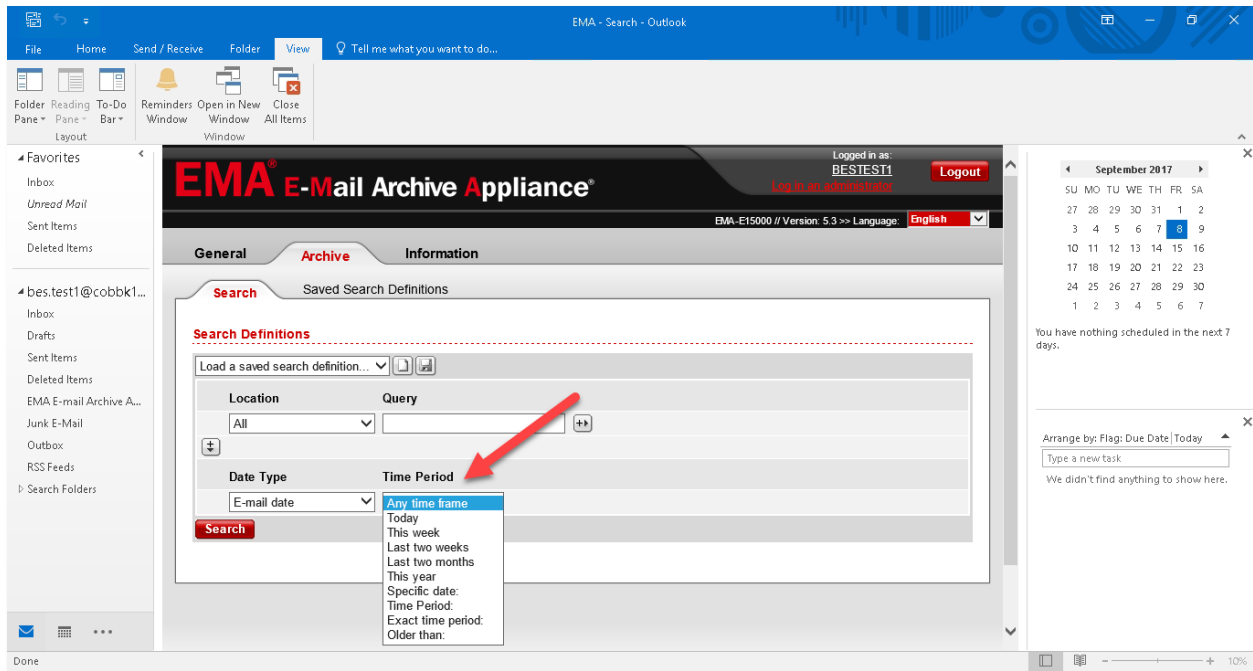 EMA - Search - Outlook
File Home Send / Receive Folder View Tell me what you want to do...
Folder Pane Reading Pane To-Do Bar Reminders Window Open in New Window Close All Items
Layout Window
Favorites
Inbox
Unread Mail
Sent Items
Deleted Items
bes.test1@cobbk1...
Inbox
Drafts
Sent Items
Deleted Items
EMA E-mail Archive A...
Junk E-Mail
Outbox
RSS Feeds
Search Folders
EMA® E-Mail Archive Appliance®
Logged in as:
BESTEST1
Log in an administrator
Logout
EMA-E15000 // Version: 5.3 >> Language: English
General Archive Information
Search Saved Search Definitions
Search Definitions
Load a saved search definition...
Location Query
All
Date Type Time Period
E-mail date
Any time frame
Today
This week
Last two weeks
Last two months
This year
Specific date:
Time Period:
Exact time period:
Older than:
Search
September 2017
SU MO TU WE TH FR SA
27 28 29 30 31 1 2
3 4 5 6 7 8 9
10 11 12 13 14 15 16
17 18 19 20 21 22 23
24 25 26 27 28 29 30
1 2 3 4 5 6 7
You have nothing scheduled in the next 7
days.
Arrange by: Flag: Due Date Today
Type a new task
We didn't find anything to show here.
Done
10%